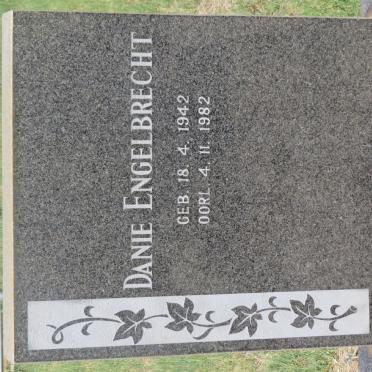 DANIE ENGELBRECHT
GEB. 18. 4. 1942
OORL. 4. 11. 1982